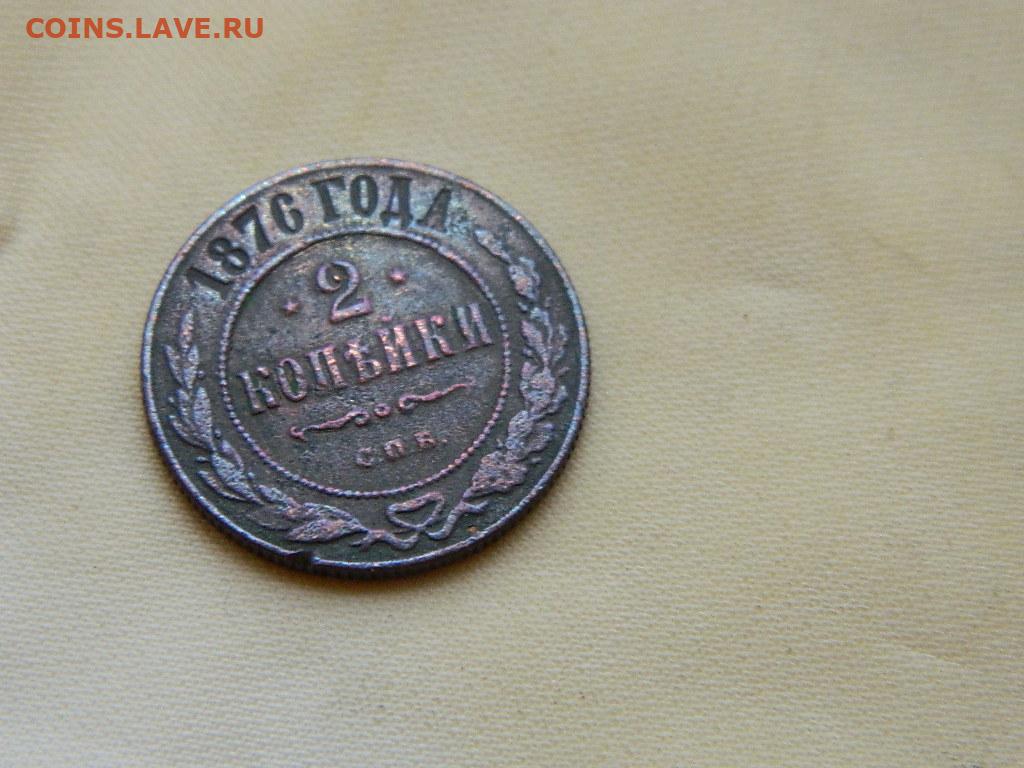 COINS.LAVE.RU
1876 ГОДА
2
КОПѢЙКИ
С.П.Б.